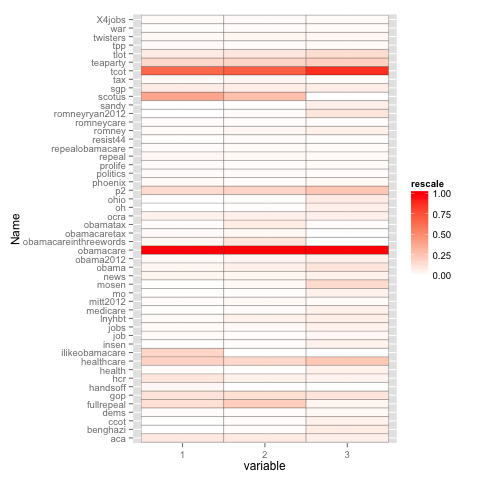 X4jobs
war
twisters
tpp
tlot
teaparty
tcot
tax
sgp
scotus
sandy
romneyryan2012
romneycare
romney
resist44
repealobamacare
repeal
prolife
politics
phoenix
p2
ohio
oh
ocra
obamatax
obamacaretax
obamacareinthreewords
obamacare
obama2012
obama
news
mosen
mo
mitt2012
medicare
lnyhbt
jobs
job
insen
ilikeobamacare
healthcare
health
hcr
handsoff
gop
fullrepeal
dems
ccot
benghazi
aca
Name
1 2 3
variable
rescale
1.00
0.75
0.50
0.25
0.00